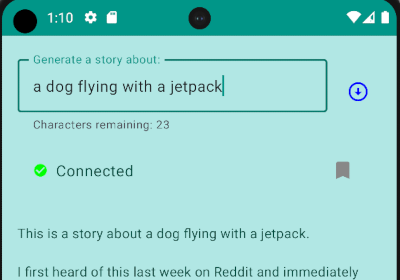 1:10
Generate a story about:
a dog flying with a jetpack
Characters remaining: 23
Connected
This is a story about a dog flying with a jetpack.
I first heard of this last week on Reddit and immediately